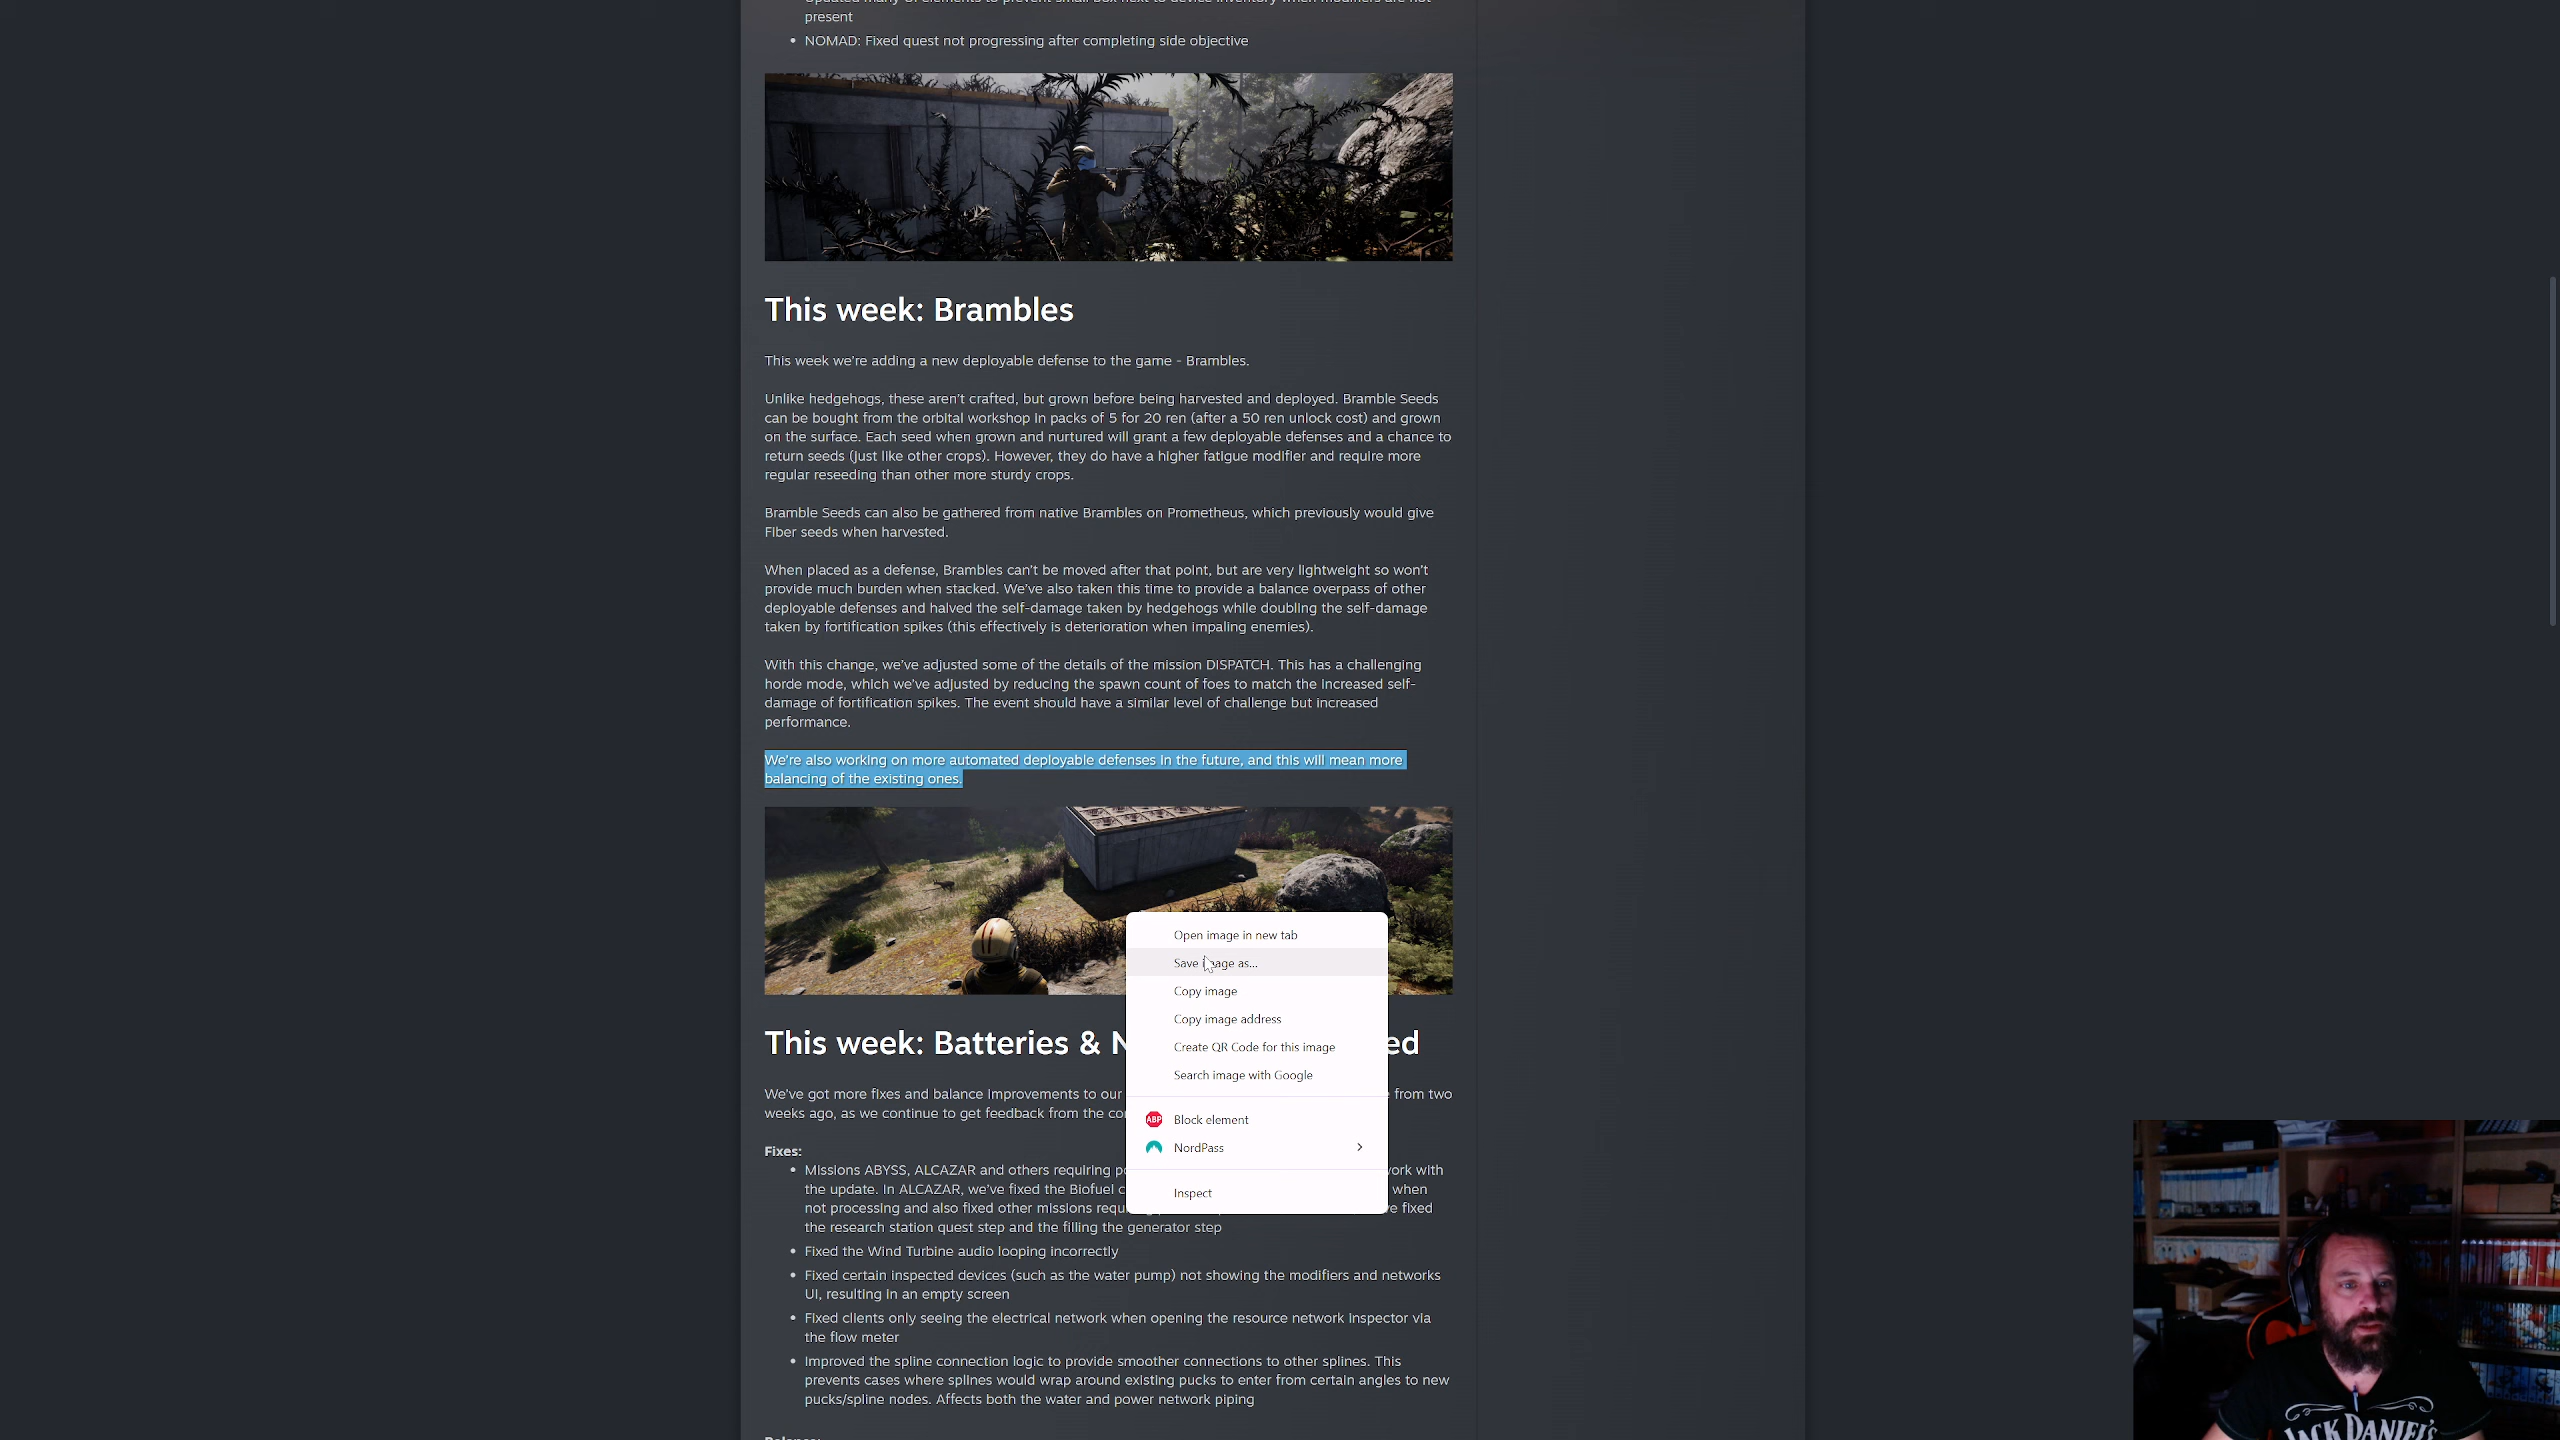 present
• NOMAD: Fixed quest not progressing after completing side objective
This week: Brambles
This week we're adding a new deployable defense to the game - Brambles.
Unlike hedgehogs, these aren't crafted, but grown before being harvested and deployed. Bramble Seeds
can be bought from the orbital workshop in packs of 5 for 20 ren (after a 50 ren unlock cost) and grown
on the surface. Each seed when grown and nurtured will grant a few deployable defenses and a chance to
return seeds (just like other crops). However, they do have a higher fatigue modifier and require more
regular reseeding than other more sturdy crops.
Bramble Seeds can also be gathered from native Brambles on Prometheus, which previously would give
Fiber seeds when harvested.
When placed as a defense, Brambles can't be moved after that point, but are very lightweight so won't
provide much burden when stacked. We've also taken this time to provide a balance overpass of other
deployable defenses and halved the self-damage taken by hedgehogs while doubling the self-damage
taken by fortification spikes (this effectively is deterioration when impaling enemies).
With this change, we've adjusted some of the details of the mission DISPATCH. This has a challenging
horde mode, which we've adjusted by reducing the spawn count of foes to match the increased self-
damage of fortification spikes. The event should have a similar level of challenge but increased
performance.
We're also working on more automated deployable defenses in the future, and this will mean more
balancing of the existing ones.
Open image in new tab
Save image as...
Copy image
Copy image address
Create QR Code for this image
Search image with Google
ABP Block element
NordPass
Inspect
This week: Batteries & ed
We've got more fixes and balance improvements to our from two
weeks ago, as we continue to get feedback from the
Fixes:
• Missions ABYSS, ALCAZAR and others requiring with
the update. In ALCAZAR, we've fixed the Biofuel when
not processing and also fixed other missions fixed
the research station quest step and the filling the generator step
• Fixed the Wind Turbine audio looping incorrectly
• Fixed certain inspected devices (such as the water pump) not showing the modifiers and networks
UI, resulting in an empty screen
• Fixed clients only seeing the electrical network when opening the resource network inspector via
the flow meter
• Improved the spline connection logic to provide smoother connections to other splines. This
prevents cases where splines would wrap around existing pucks to enter from certain angles to new
pucks/spline nodes. Affects both the water and power network piping
JACK DANIEL'S